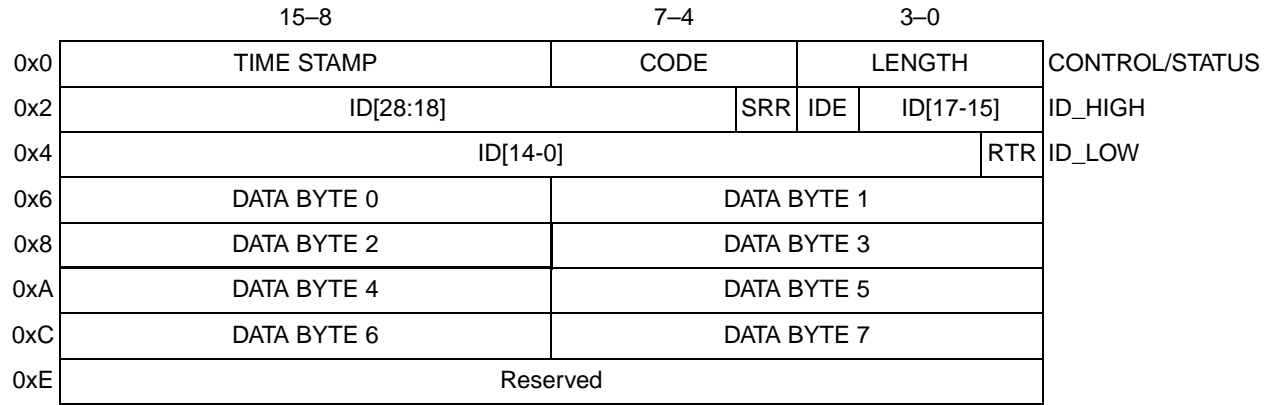 15–8 7–4 3–0
0x0 TIME STAMP CODE LENGTH CONTROL/STATUS
0x2 ID[28:18] SRR IDE ID[17-15] ID_HIGH
0x4 ID[14-0] RTR ID_LOW
0x6 DATA BYTE 0 DATA BYTE 1
0x8 DATA BYTE 2 DATA BYTE 3
0xA DATA BYTE 4 DATA BYTE 5
0xC DATA BYTE 6 DATA BYTE 7
0xE Reserved